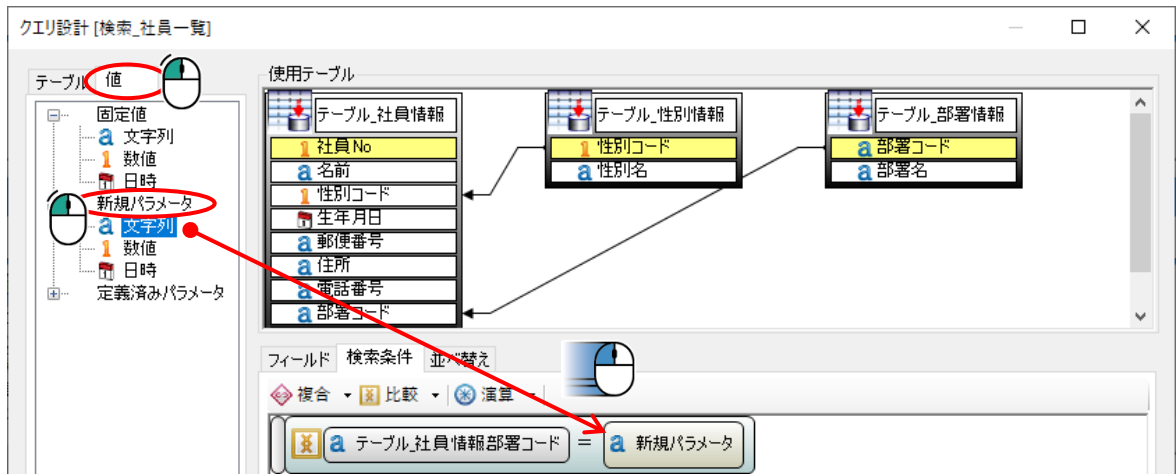 クエリ設計 [検索_社員一覧]
テーブル 値
固定値
a 文字列
1 数値
日時
新規パラメータ
a 文字列
1 数値
日時
定義済みパラメータ
使用テーブル
テーブル_社員情報
1 社員No
a 名前
1 性別コード
生年月日
a 郵便番号
a 住所
a 電話番号
a 部署コード
テーブル_性別情報
1 性別コード
a 性別名
テーブル_部署情報
a 部署コード
a 部署名
フィールド 検索条件 並べ替え
複合 比較 演算
a テーブル_社員情報部署コード = a 新規パラメータ